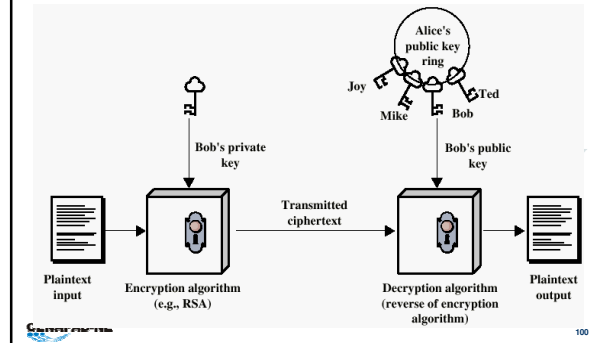 Alice's
public key
ring
Joy
Ted
Mike
Bob
Bob's private
key
Bob's public
key
Transmitted
ciphertext
Plaintext
input
Encryption algorithm
(e.g., RSA)
Decryption algorithm
(reverse of encryption
algorithm)
Plaintext
output
100